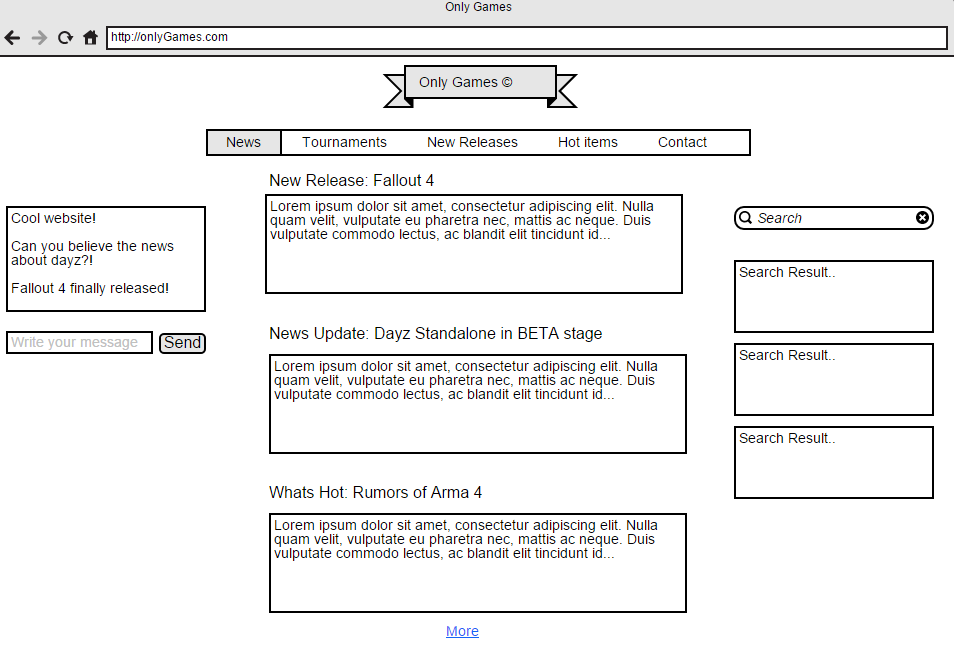 Only Games
http://onlyGames.com
Only Games ©
News Tournaments New Releases Hot items Contact
Cool website!
Can you believe the news
about dayz?!
Fallout 4 finally released!
Write your message Send
New Release: Fallout 4
Lorem ipsum dolor sit amet, consectetur adipiscing elit. Nulla
quam velit, vulputate eu pharetra nec, mattis ac neque. Duis
vulputate commodo lectus, ac blandit elit tincidunt id...
News Update: Dayz Standalone in BETA stage
Lorem ipsum dolor sit amet, consectetur adipiscing elit. Nulla
quam velit, vulputate eu pharetra nec, mattis ac neque. Duis
vulputate commodo lectus, ac blandit elit tincidunt id...
Whats Hot: Rumors of Arma 4
Lorem ipsum dolor sit amet, consectetur adipiscing elit. Nulla
quam velit, vulputate eu pharetra nec, mattis ac neque. Duis
vulputate commodo lectus, ac blandit elit tincidunt id...
More
Search
Search Result..
Search Result..
Search Result..